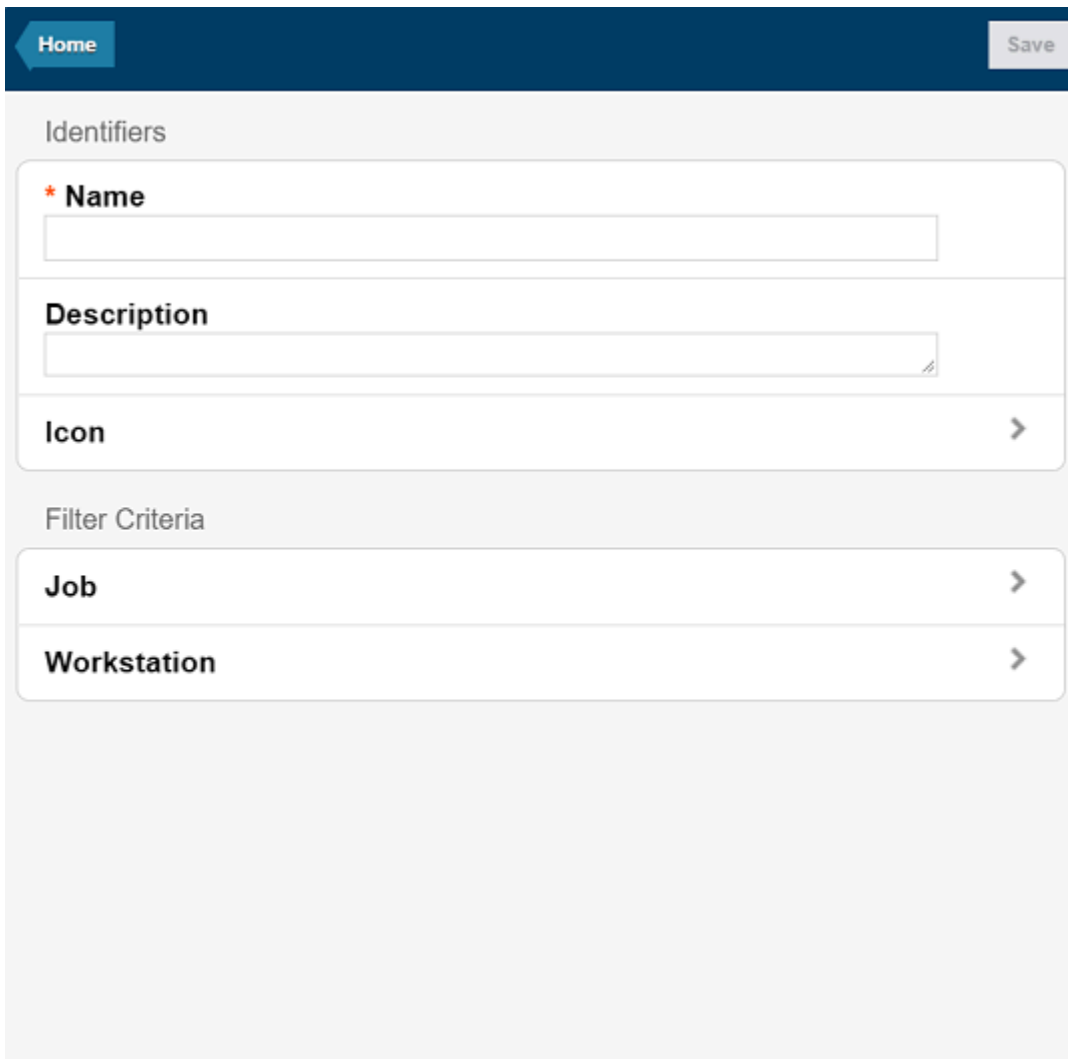 Home
Save
Identifiers
* Name
Description
Icon
Filter Criteria
Job
Workstation